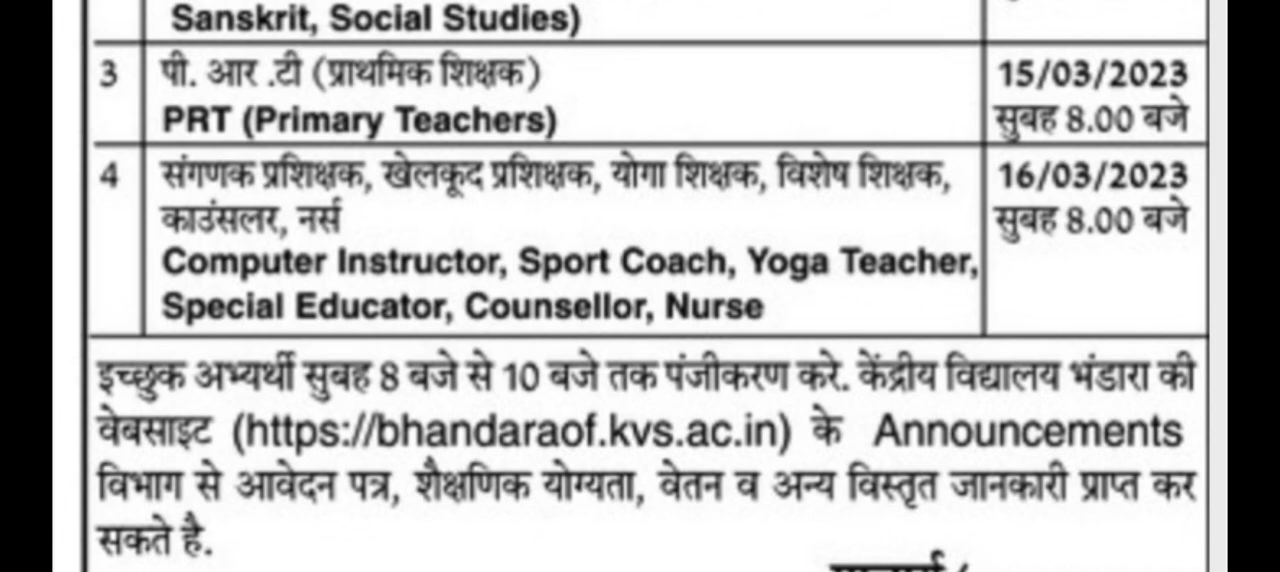 Sanskrit, Social Studies)
3 पी. आर .टी (प्राथमिक शिक्षक) 15/03/2023
PRT (Primary Teachers) सुबह 8.00 बजे
4 संगणक प्रशिक्षक, खेलकूद प्रशिक्षक, योगा शिक्षक, विशेष शिक्षक, 16/03/2023
काउंसलर, नर्स सुबह 8.00 बजे
Computer Instructor, Sport Coach, Yoga Teacher,
Special Educator, Counsellor, Nurse
इच्छुक अभ्यर्थी सुबह 8 बजे से 10 बजे तक पंजीकरण करे. केंद्रीय विद्यालय भंडारा की
वेबसाइट (https://bhandaraof.kvs.ac.in) के Announcements
विभाग से आवेदन पत्र, शैक्षणिक योग्यता, वेतन व अन्य विस्तृत जानकारी प्राप्त कर
सकते है.